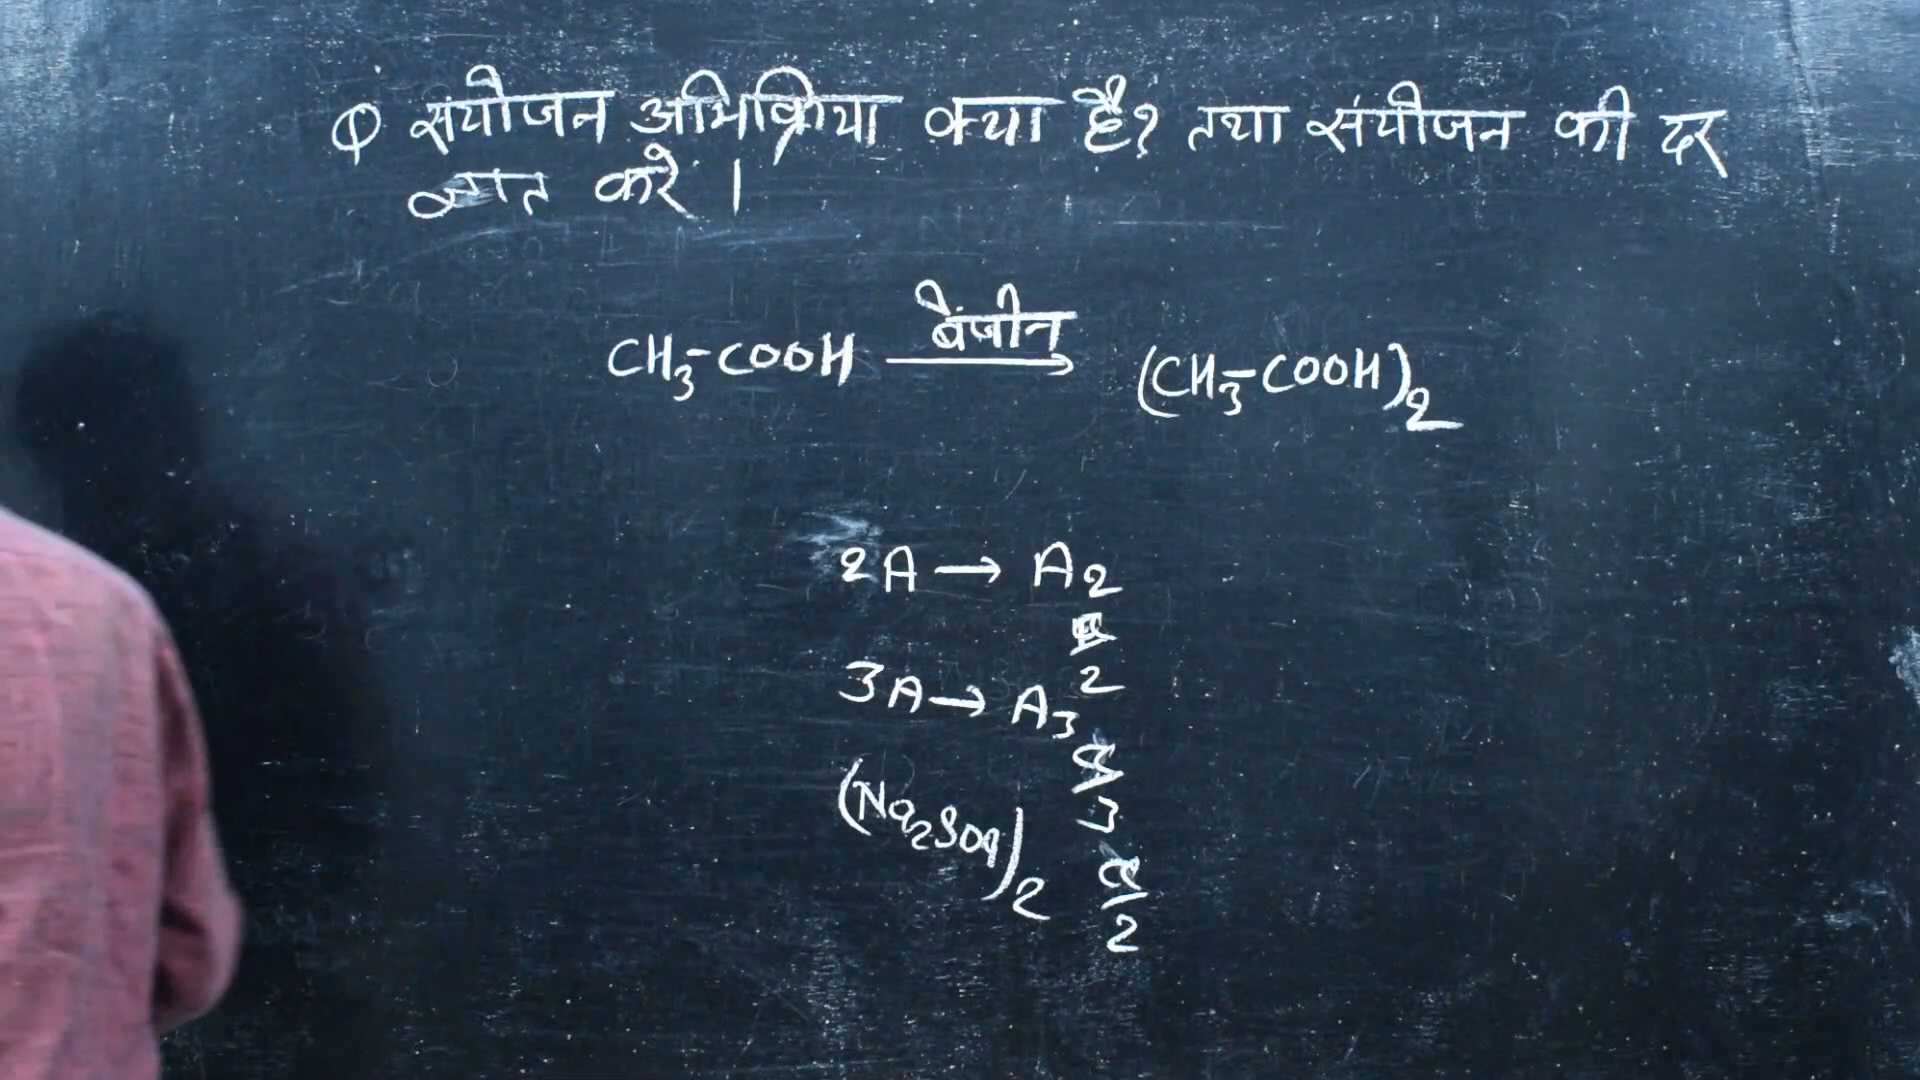 Q संयोजन अभिक्रिया क्या है? तथा संयोजन की दर
ज्ञात करे।
CH₃-COOH बेंजीन → (CH₃-COOH)₂
2A → A₂
2
3A → A₃
α/3
(Na₂SO₄)₂
α/2